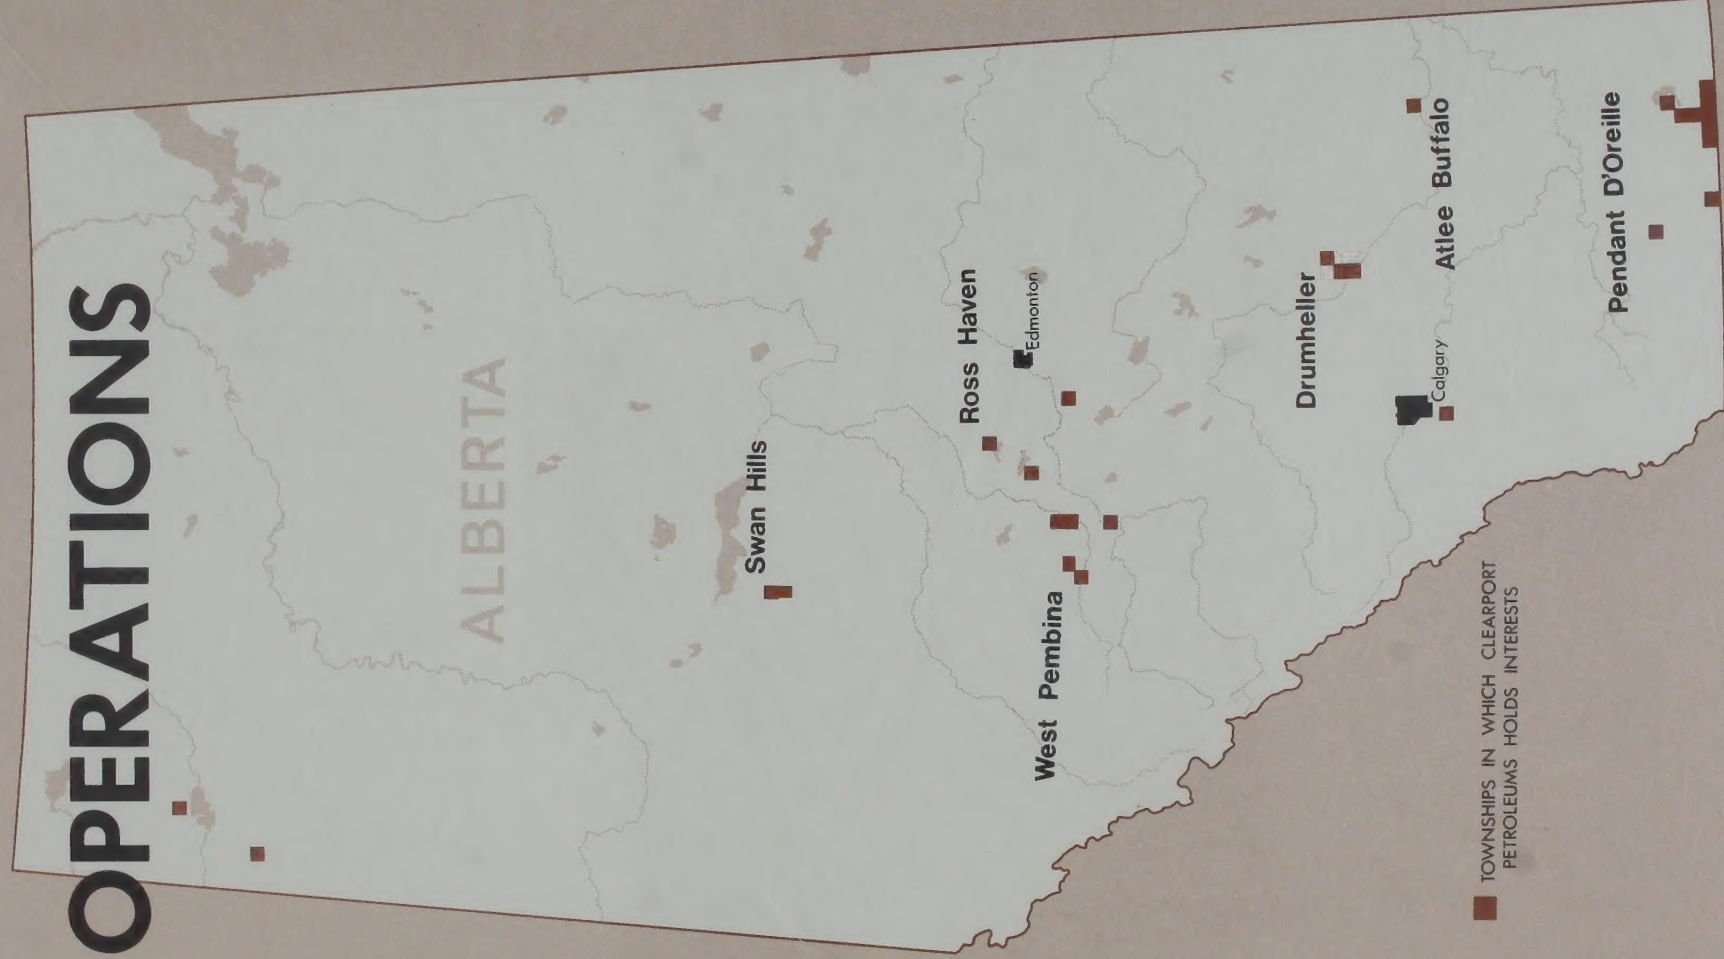 OPERATIONS
ALBERTA
Swan Hills
Ross Haven
Edmonton
West Pembina
Drumheller
Calgary
Atlee Buffalo
Pendant D'Oreille
TOWNSHIPS IN WHICH CLEARPORT
PETROLEUMS HOLDS INTERESTS